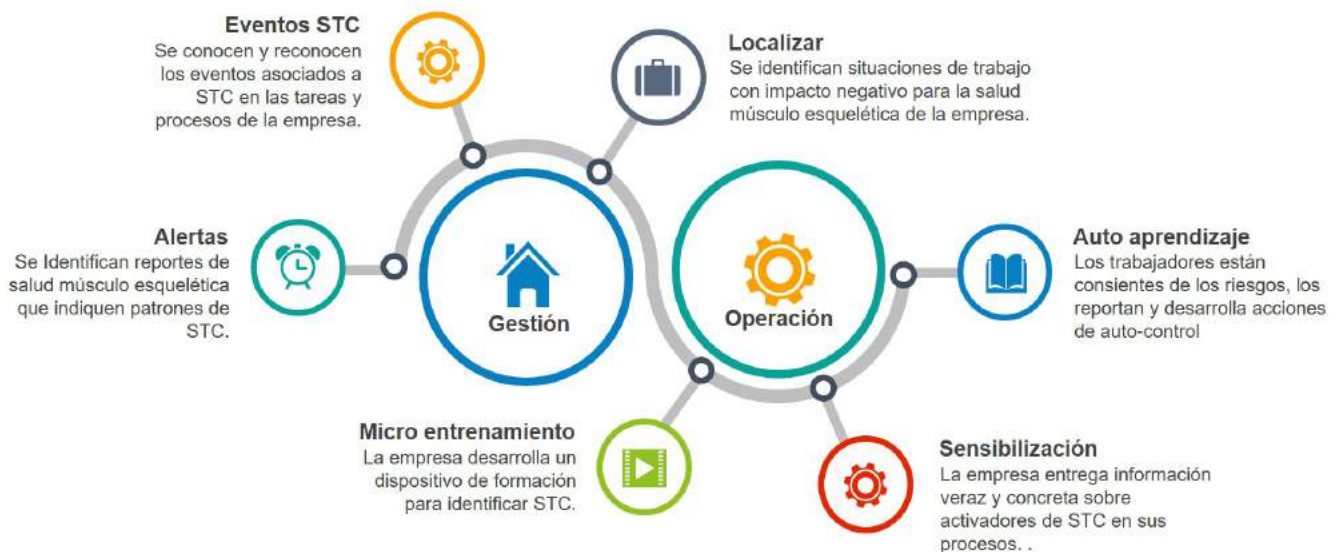 Eventos STC
Se conocen y reconocen
los eventos asociados a
STC en las tareas y
procesos de la empresa.
Localizar
Se identifican situaciones de trabajo
con impacto negativo para la salud
músculo esquelética de la empresa.
Alertas
Se Identifican reportes de
salud músculo esquelética
que indiquen patrones de
STC.
Gestión
Operación
Auto aprendizaje
Los trabajadores están
consientes de los riesgos, los
reportan y desarrolla acciones
de auto-control
Micro entrenamiento
La empresa desarrolla un
dispositivo de formación
para identificar STC.
Sensibilización
La empresa entrega información
veraz y concreta sobre
activadores de STC en sus
procesos. .